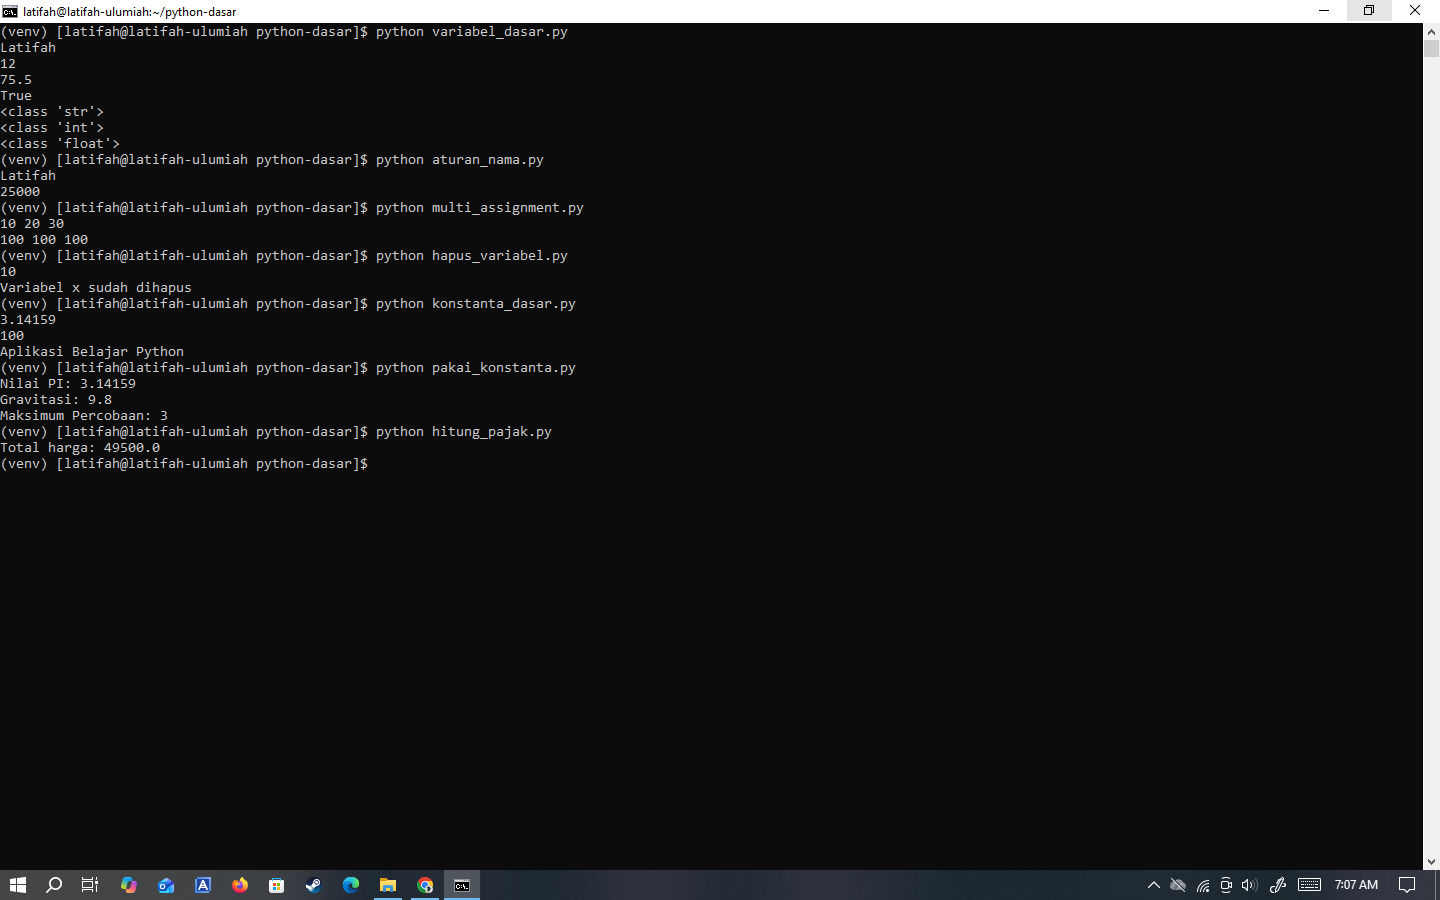 latifah@latifah-ulumiah:~/python-dasar
(venv) [latifah@latifah-ulumiah python-dasar]$ python variabel_dasar.py
Latifah
12
75.5
True
<class 'str'>
<class 'int'>
<class 'float'>
(venv) [latifah@latifah-ulumiah python-dasar]$ python aturan_nama.py
Latifah
25000
(venv) [latifah@latifah-ulumiah python-dasar]$ python multi_assignment.py
10 20 30
100 100 100
(venv) [latifah@latifah-ulumiah python-dasar]$ python hapus_variabel.py
10
Variabel x sudah dihapus
(venv) [latifah@latifah-ulumiah python-dasar]$ python konstanta_dasar.py
3.14159
100
Aplikasi Belajar Python
(venv) [latifah@latifah-ulumiah python-dasar]$ python pakai_konstanta.py
Nilai PI: 3.14159
Gravitasi: 9.8
Maksimum Percobaan: 3
(venv) [latifah@latifah-ulumiah python-dasar]$ python hitung_pajak.py
Total harga: 49500.0
(venv) [latifah@latifah-ulumiah python-dasar]$
7:07 AM